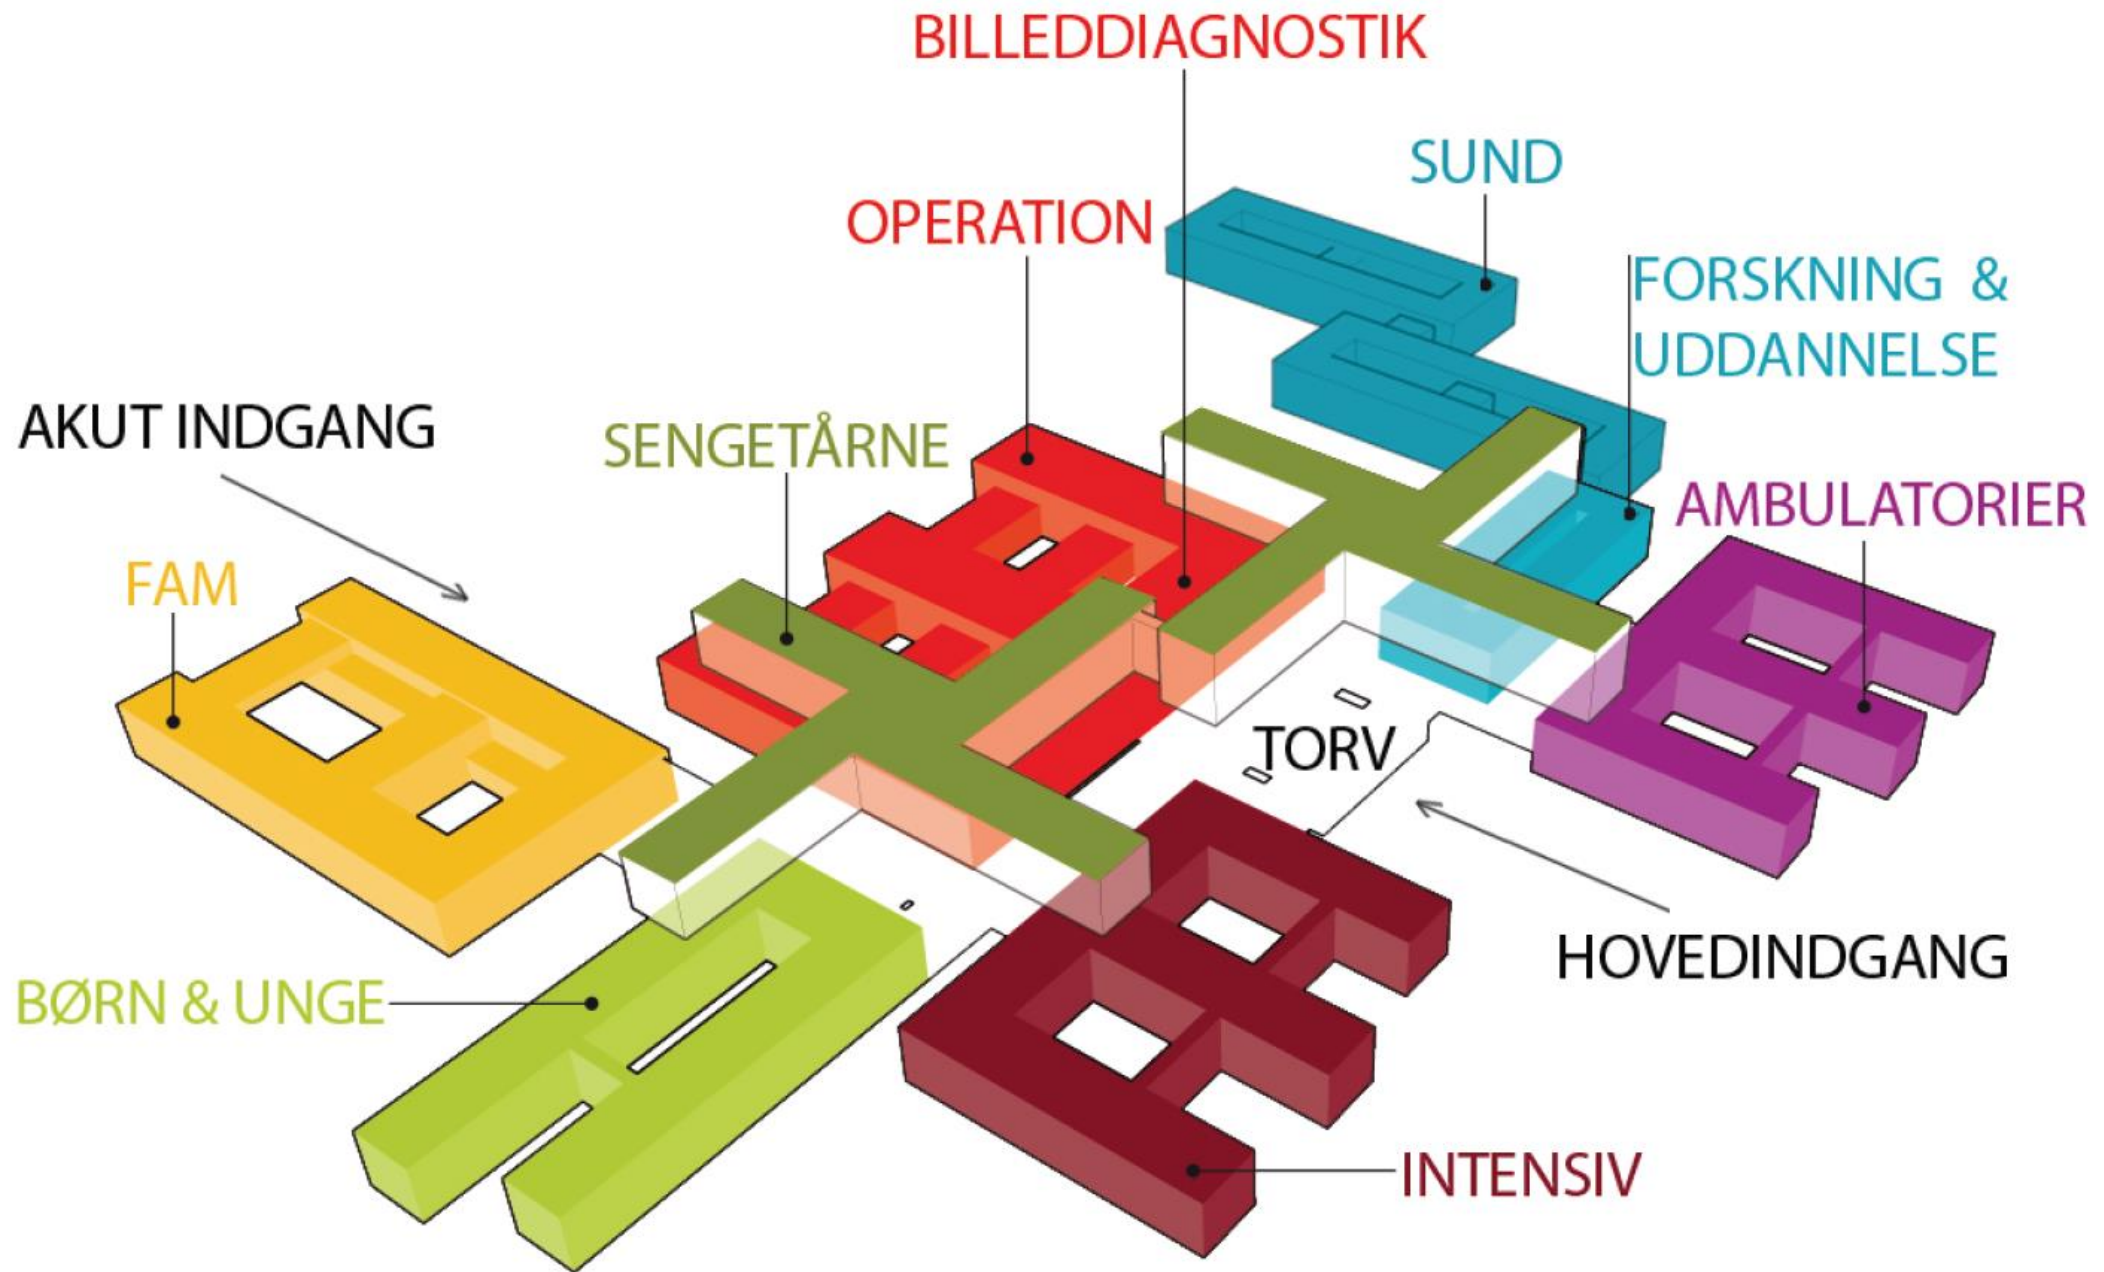 BILLEDDIAGNOSTIK
SUND
OPERATION
FORSKNING &
UDDANNELSE
AKUT INDGANG
SENGETÅRNE
AMBULATORIER
FAM
TORV
HOVEDINDGANG
BØRN & UNGE
INTENSIV